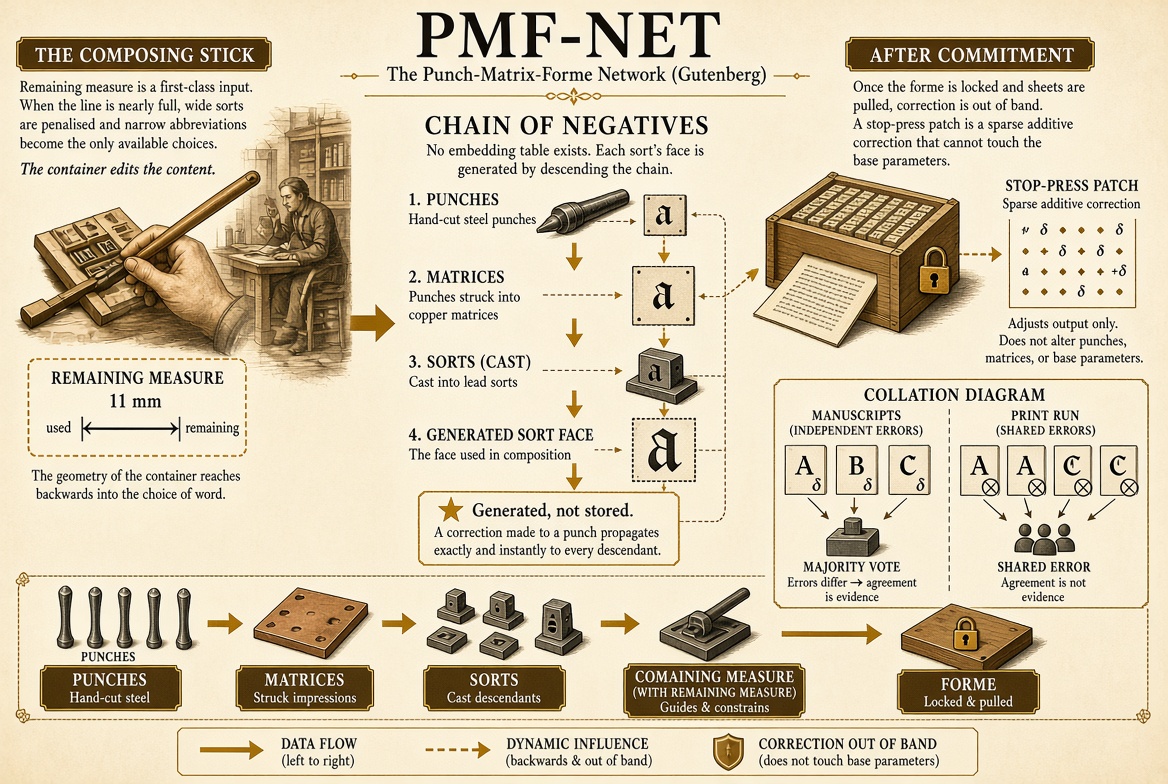 PMF-NET
The Punch-Matrix-Forme Network (Gutenberg)
THE COMPOSING STICK
Remaining measure is a first-class input.
When the line is nearly full, wide sorts
are penalised and narrow abbreviations
become the only available choices.
The container edits the content.
REMAINING MEASURE
11 mm
used
remaining
The geometry of the container reaches
backwards into the choice of word.
CHAIN OF NEGATIVES
No embedding table exists. Each sort's face is
generated by descending the chain.
1. PUNCHES
Hand-cut steel punches
a
2. MATRICES
Punches struck into
copper matrices
a
3. SORTS (CAST)
Cast into lead sorts
a
4. GENERATED SORT FACE
The face used in composition
a
Generated, not stored.
A correction made to a punch propagates
exactly and instantly to every descendant.
AFTER COMMITMENT
Once the forme is locked and sheets are
pulled, correction is out of band.
A stop-press patch is a sparse additive
correction that cannot touch the
base parameters.
STOP-PRESS PATCH
Sparse additive correction
δ δ
δ δ
a +δ
δ
Adjusts output only.
Does not alter punches,
matrices, or base parameters.
COLLATION DIAGRAM
MANUSCRIPTS
(INDEPENDENT ERRORS)
A δ B δ C δ
MAJORITY VOTE
Errors differ → agreement
is evidence
PRINT RUN
(SHARED ERRORS)
A A C C
SHARED ERROR
Agreement is not
evidence
PUNCHES
PUNCHES
Hand-cut steel
MATRICES
Struck impressions
SORTS
Cast descendants
COMAINING MEASURE
(WITH REMAINING MEASURE)
Guides & constrains
FORME
Locked & pulled
DATA FLOW
(left to right)
DYNAMIC INFLUENCE
(backwards & out of band)
CORRECTION OUT OF BAND
(does not touch base parameters)